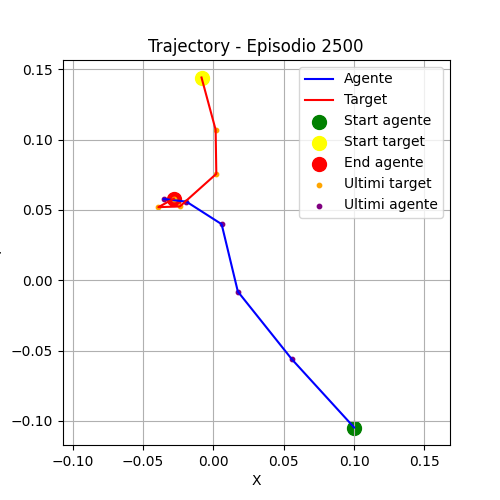 Trajectory - Episodio 2500
0.15
0.10
0.05
0.00
−0.05
−0.10
−0.10
−0.05
0.00
0.05
0.10
0.15
X
Agente
Target
Start agente
Start target
End agente
Ultimi target
Ultimi agente